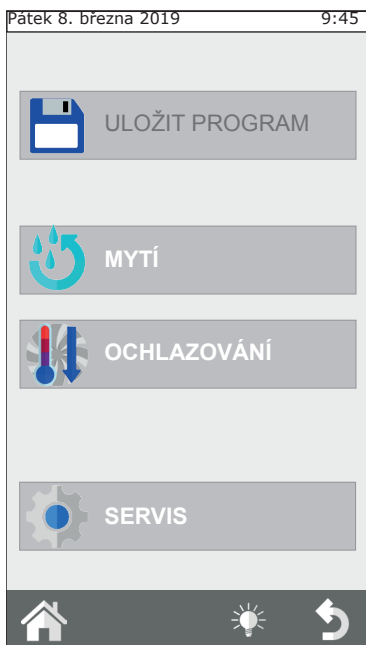 Pátek 8. března 2019 9:45
ULOŽIT PROGRAM
MYTÍ
OCHLAZOVÁNÍ
SERVIS